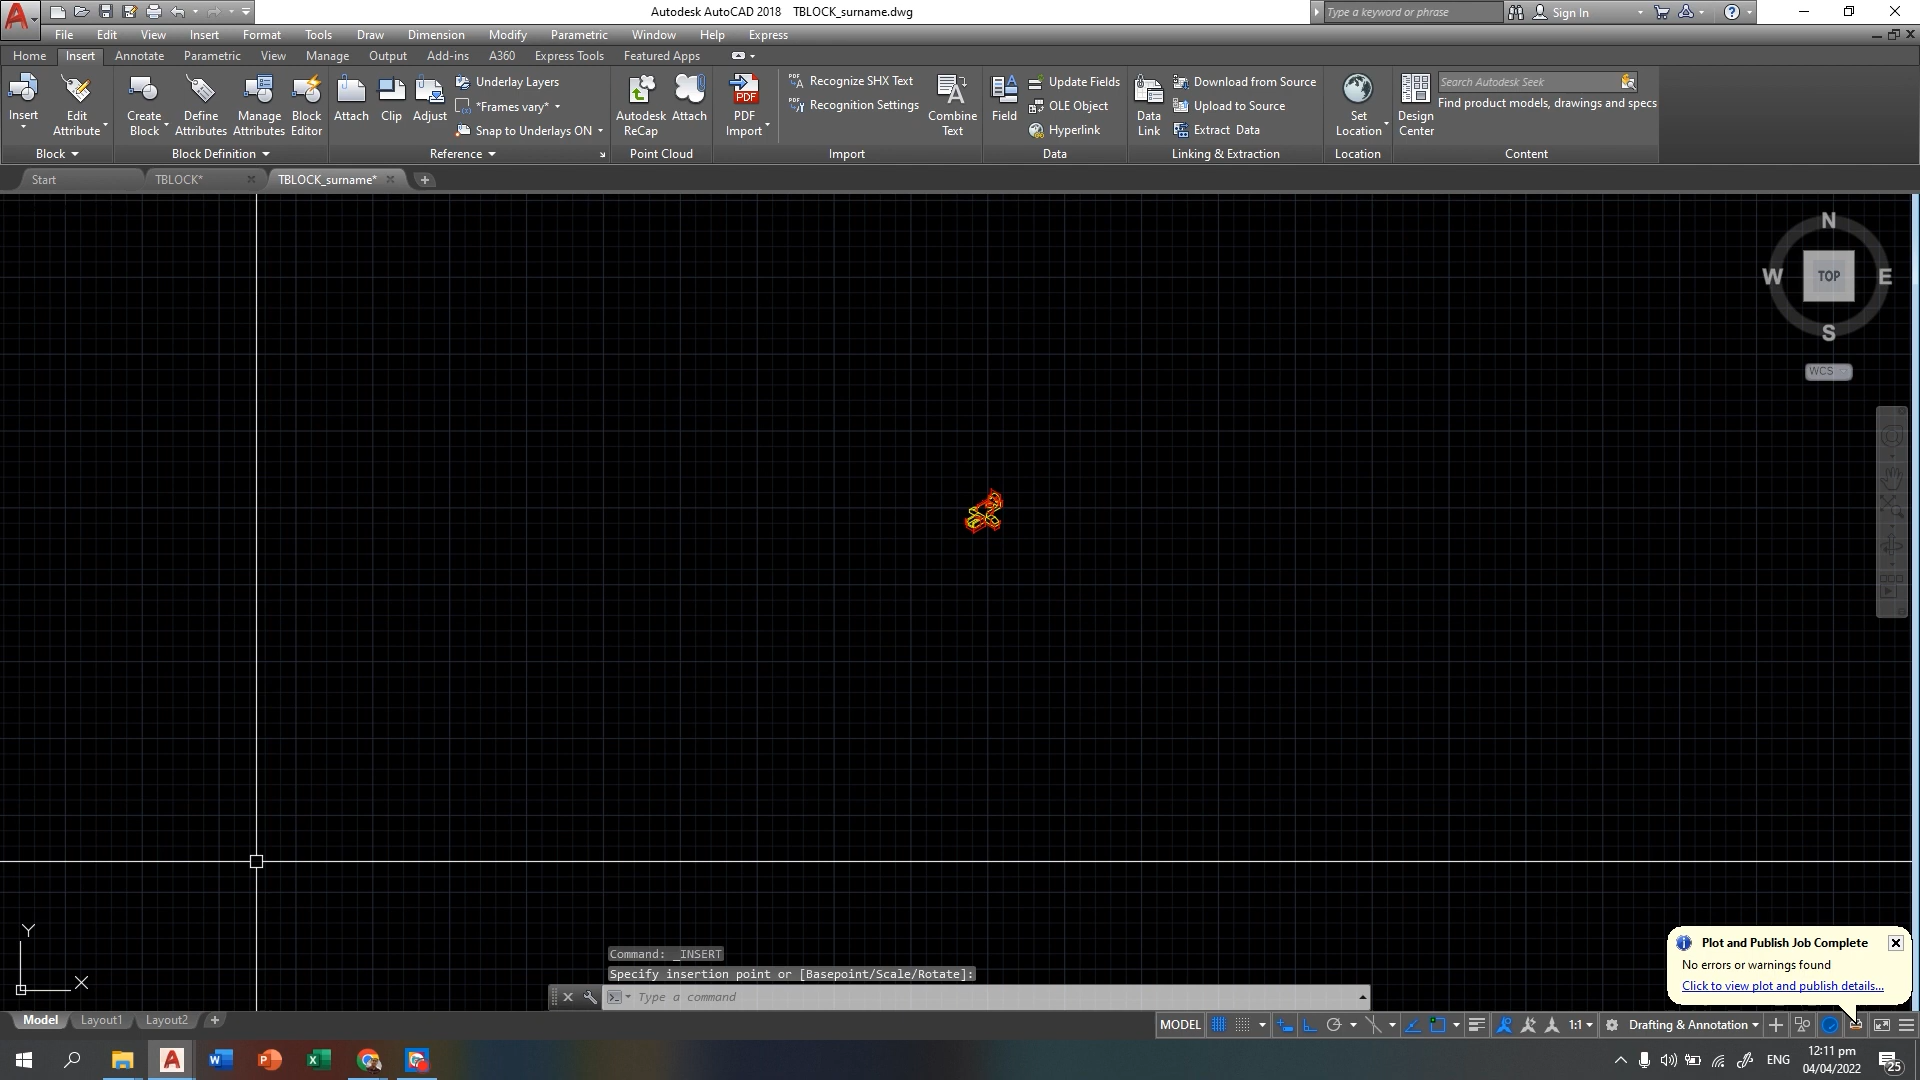 Autodesk AutoCAD 2018 TBLOCK_surname.dwg
Type a keyword or phrase
Sign In
File Edit View Insert Format Tools Draw Dimension Modify Parametric Window Help Express
Home Insert Annotate Parametric View Manage Output Add-ins A360 Express Tools Featured Apps
Insert
Edit
Attribute
Block
Create
Block
Define
Attributes
Manage
Attributes
Block
Editor
Block Definition
Attach
Clip
Adjust
Underlay Layers
*Frames vary*
Snap to Underlays ON
Reference
Autodesk
ReCap
Attach
Point Cloud
PDF
PDF
Import
Recognize SHX Text
Recognition Settings
Combine
Text
Import
Field
Update Fields
OLE Object
Hyperlink
Data
Data
Link
Download from Source
Upload to Source
Extract Data
Linking & Extraction
Set
Location
Location
Design
Center
Search Autodesk Seek
Find product models, drawings and specs
Content
Start TBLOCK* TBLOCK_surname*
N
W TOP E
S
WCS
Y
X
Command: _INSERT
Specify insertion point or [Basepoint/Scale/Rotate]:
Type a command
Plot and Publish Job Complete
No errors or warnings found
Click to view plot and publish details...
Model Layout1 Layout2
MODEL 1:1 Drafting & Annotation
ENG
12:11 pm
04/04/2022
25